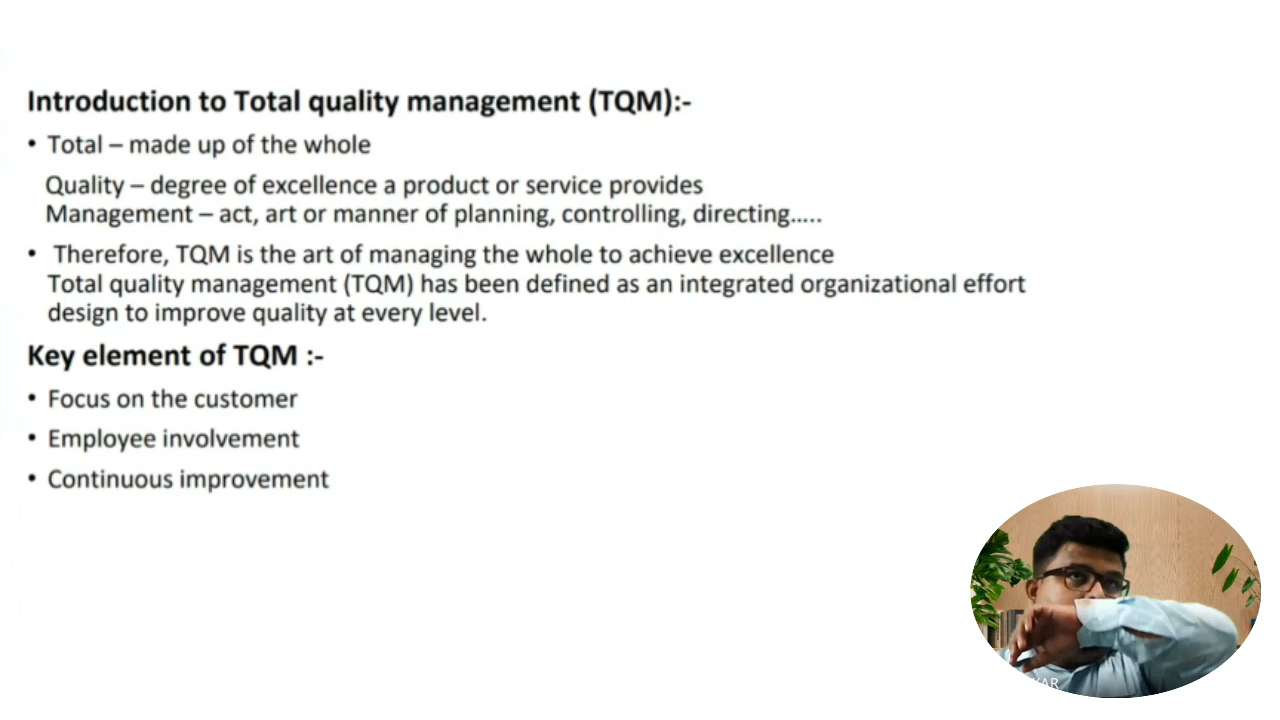 Introduction to Total quality management (TQM):-
• Total – made up of the whole
Quality – degree of excellence a product or service provides
Management – act, art or manner of planning, controlling, directing.....
• Therefore, TQM is the art of managing the whole to achieve excellence
Total quality management (TQM) has been defined as an integrated organizational effort
design to improve quality at every level.
Key element of TQM :-
• Focus on the customer
• Employee involvement
• Continuous improvement